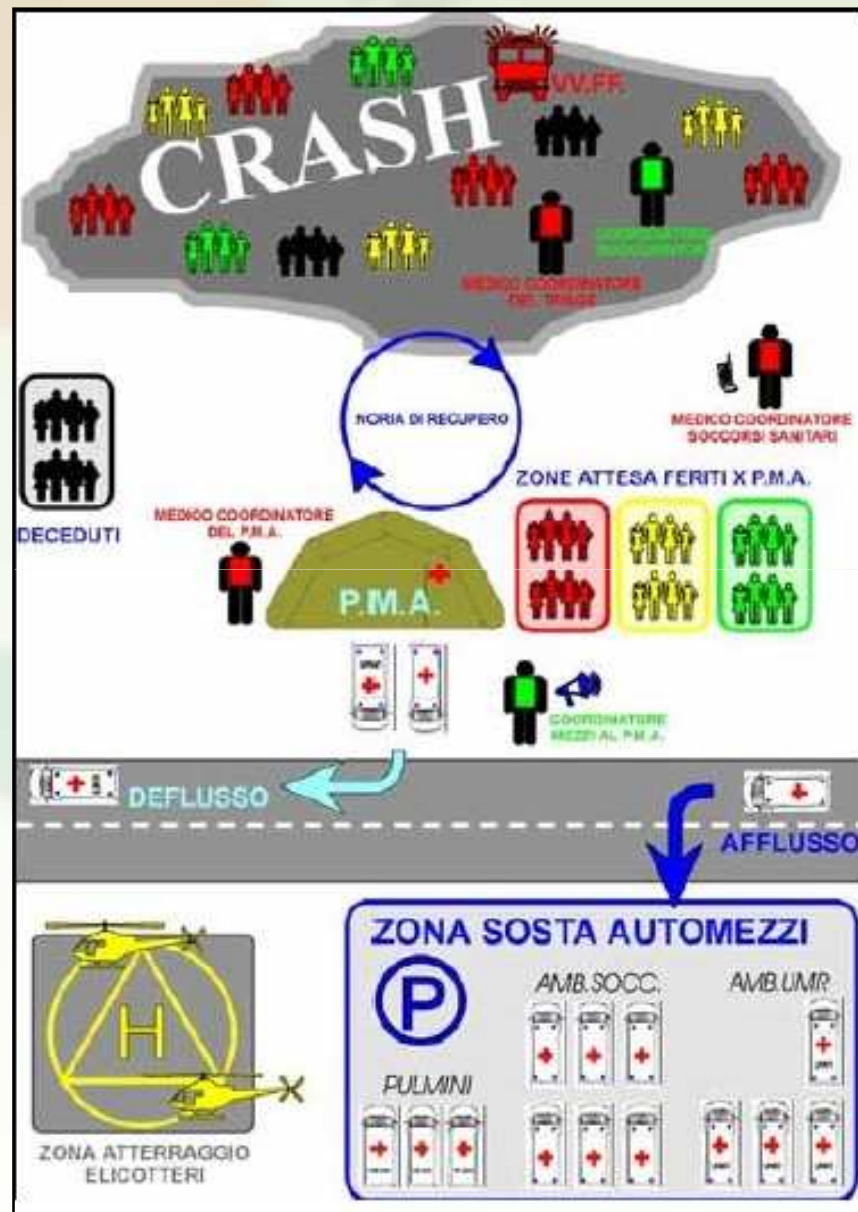 CRASH
VV.FF.
MEDICO COORDINATORE
DEL TRIAGE
NORIA DI RECUPERO
MEDICO COORDINATORE
SOCCORSI SANITARI
DECEDUTI
MEDICO COORDINATORE
DEL P.M.A.
ZONE ATTESA FERITI X P.M.A.
P.M.A.
COORDINATORE
MEZZI AL P.M.A.
DEFLUSSO
AFFLUSSO
H
ZONA ATTERRAGGIO
ELICOTTERI
ZONA SOSTA AUTOMEZZI
P
AMB.SOCC.
AMB.UMR
PULMINI